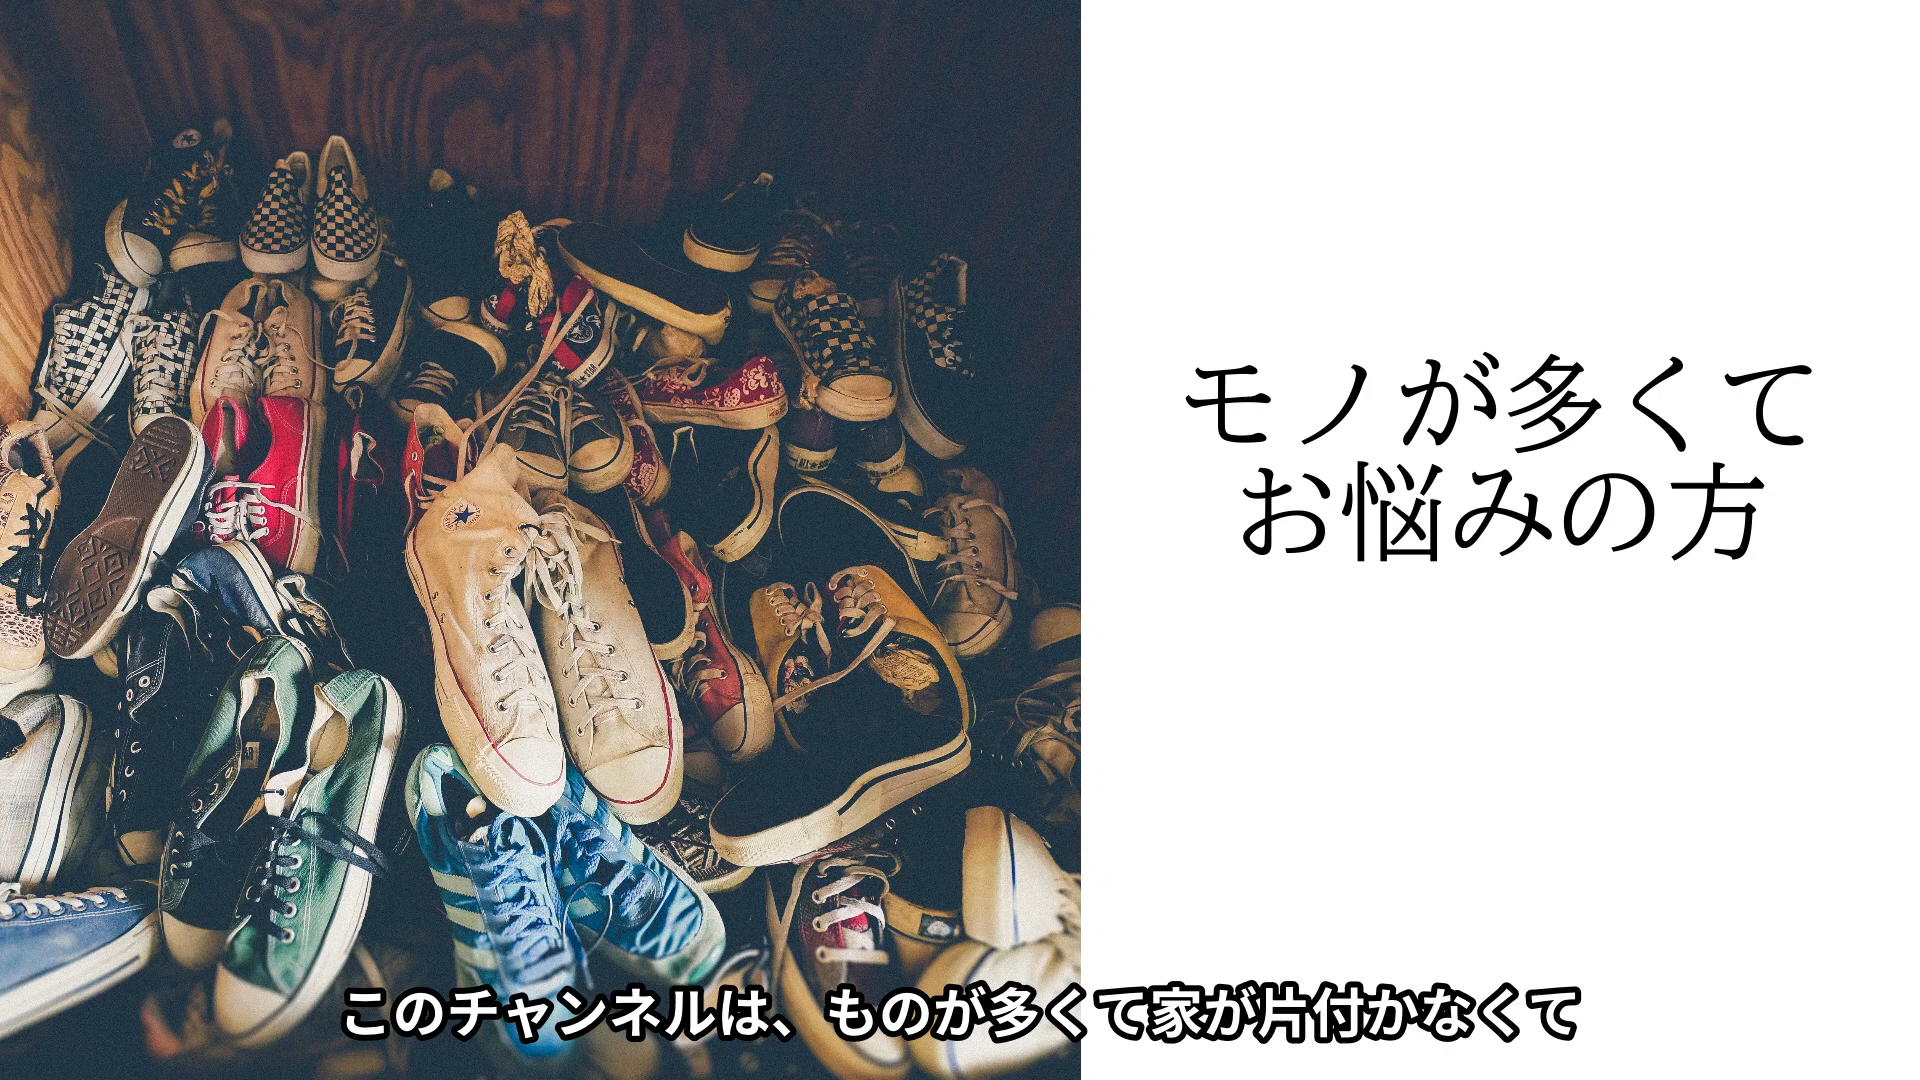 モノが多くて
お悩みの方
このチャンネルは、ものが多くて家が片付かなくて